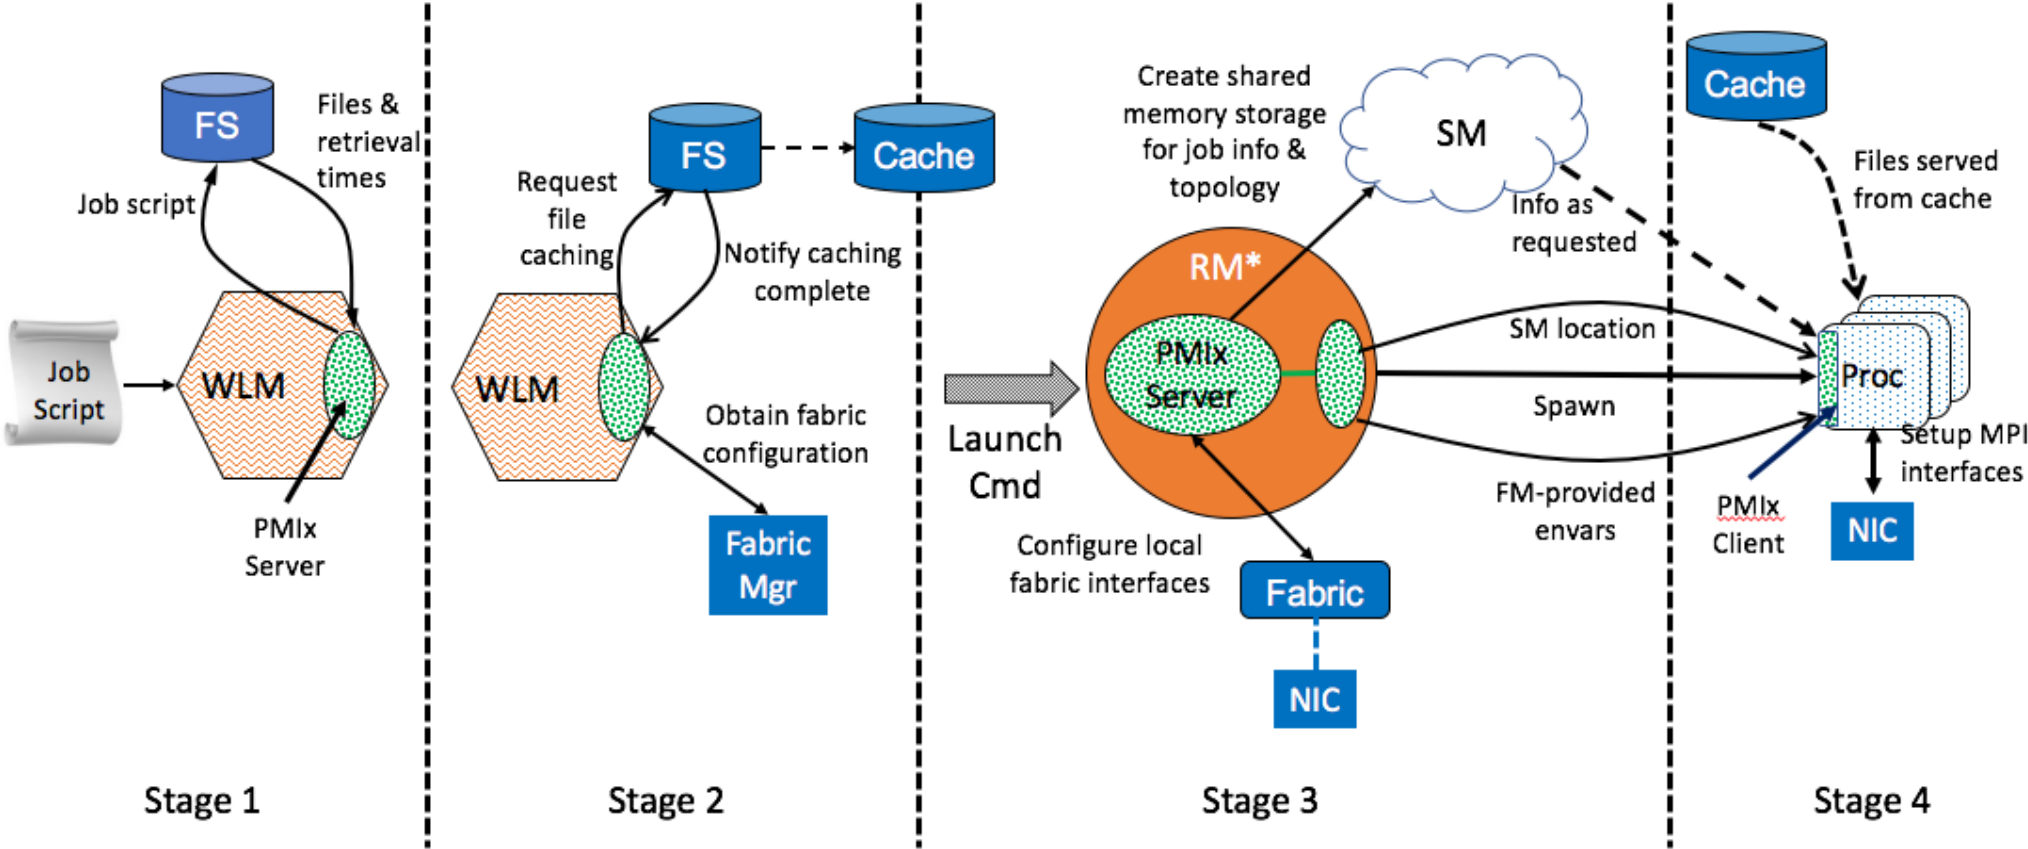 FS
Files &
retrieval
times
Job script
Job
Script
WLM
PMIx
Server
Stage 1
FS
Cache
Request
file
caching
Notify caching
complete
WLM
Obtain fabric
configuration
Fabric
Mgr
Stage 2
Create shared
memory storage
for job info &
topology
SM
Info as
requested
RM*
PMIx
Server
Launch
Cmd
SM location
Spawn
FM-provided
envars
Configure local
fabric interfaces
Fabric
NIC
Stage 3
Cache
Files served
from cache
Proc
Setup MPI
interfaces
PMIx
Client
NIC
Stage 4